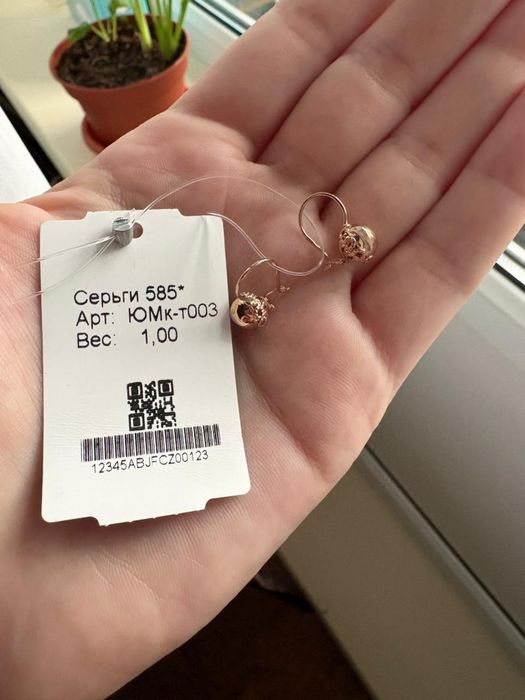 Серьги 585*
Арт: ЮМк-т003
Вес: 1,00
12345ABJFCZ00123